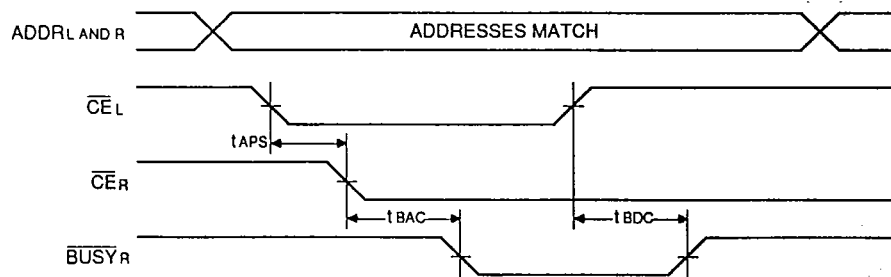 ADDRL AND R
ADDRESSES MATCH
CEL
tAPS
CER
tBAC
tBDC
BUSYR